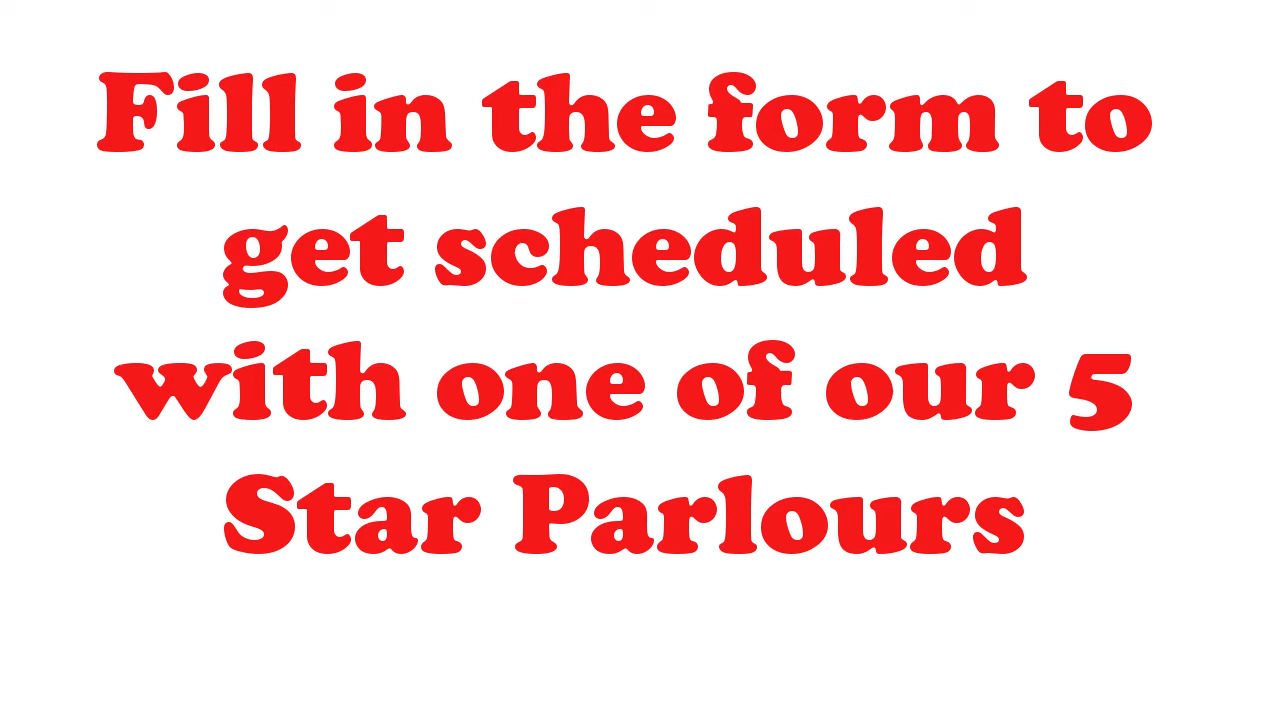 Fill in the form to
get scheduled
with one of our 5
Star Parlours